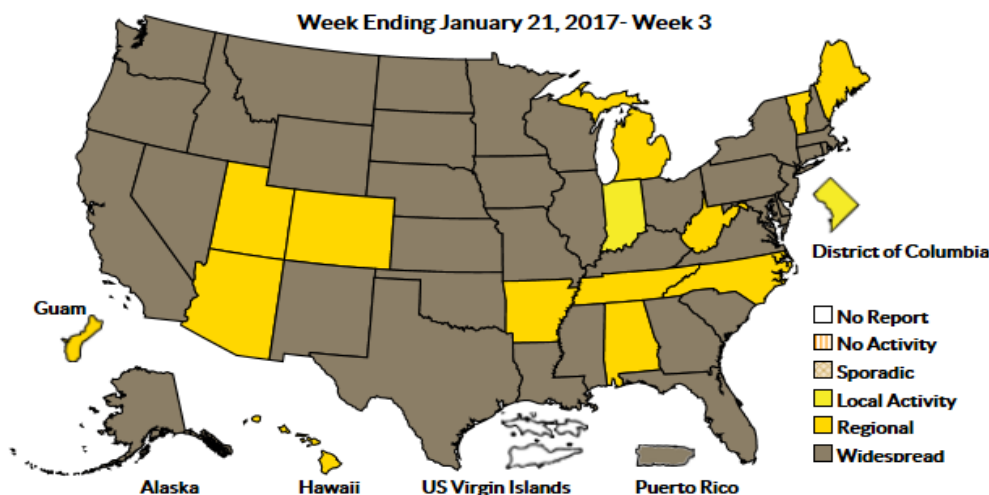 Week Ending January 21, 2017- Week 3
District of Columbia
Guam
No Report
No Activity
Sporadic
Local Activity
Regional
Widespread
Alaska
Hawaii
US Virgin Islands
Puerto Rico